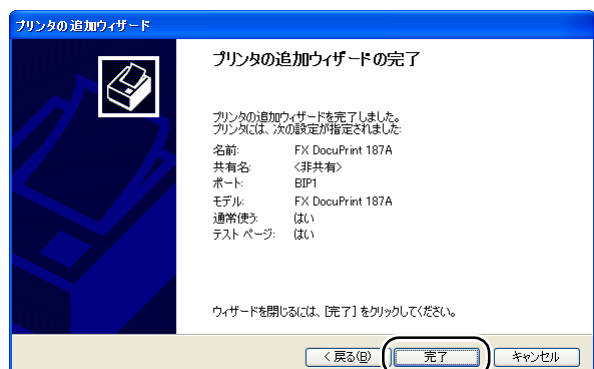 プリンタの追加ウィザード
プリンタの追加ウィザードの完了
プリンタの追加ウィザードを完了しました。
プリンタには、次の設定が指定されました:
名前: FX DocuPrint 187A
共有名: <非共有>
ポート: BIP1
モデル: FX DocuPrint 187A
通常使う: はい
テスト ページ: はい
ウィザードを閉じるには、[完了] をクリックしてください。
< 戻る(B) 完了 キャンセル